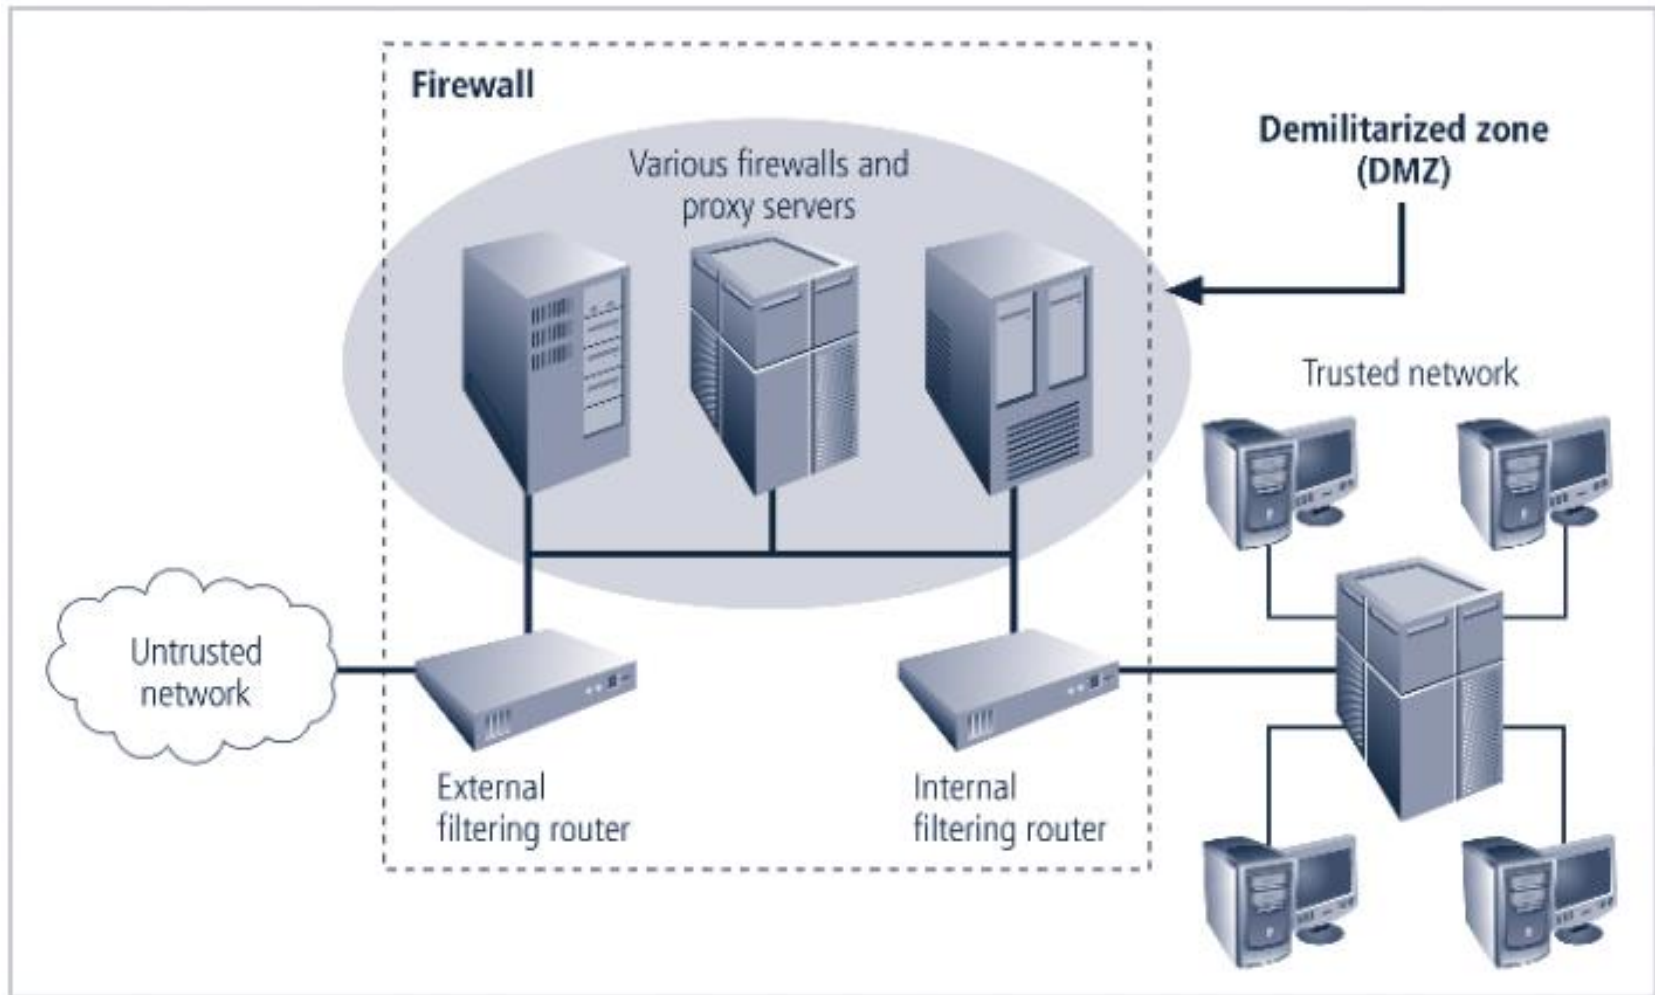 Firewall
Various firewalls and
proxy servers
Demilitarized zone
(DMZ)
Trusted network
Untrusted
network
External
filtering router
Internal
filtering router